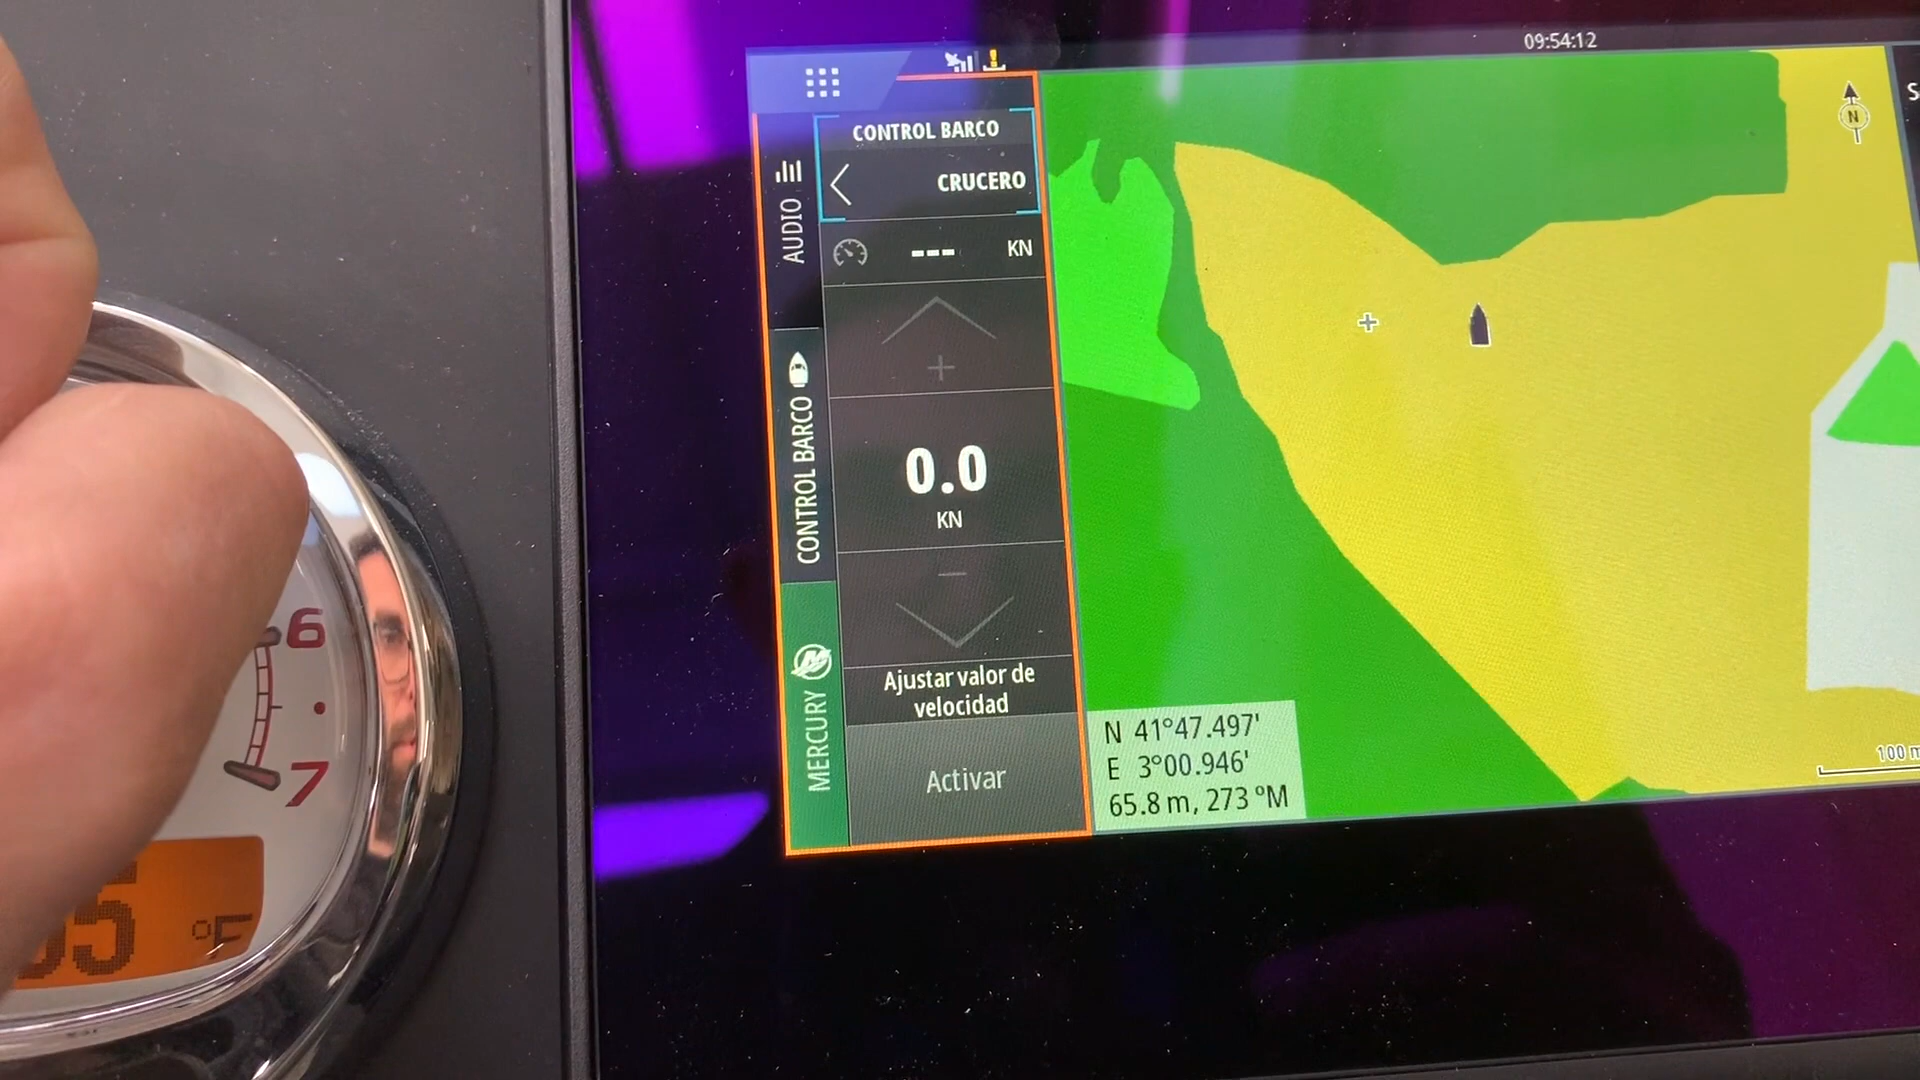 09:54:12
CONTROL BARCO
CRUCERO
AUDIO
--- KN
+
CONTROL BARCO
0.0
KN
MERCURY
Ajustar valor de
velocidad
Activar
N
N 41°47.497'
E 3°00.946'
65.8 m, 273 °M
100 m
6
7
°F